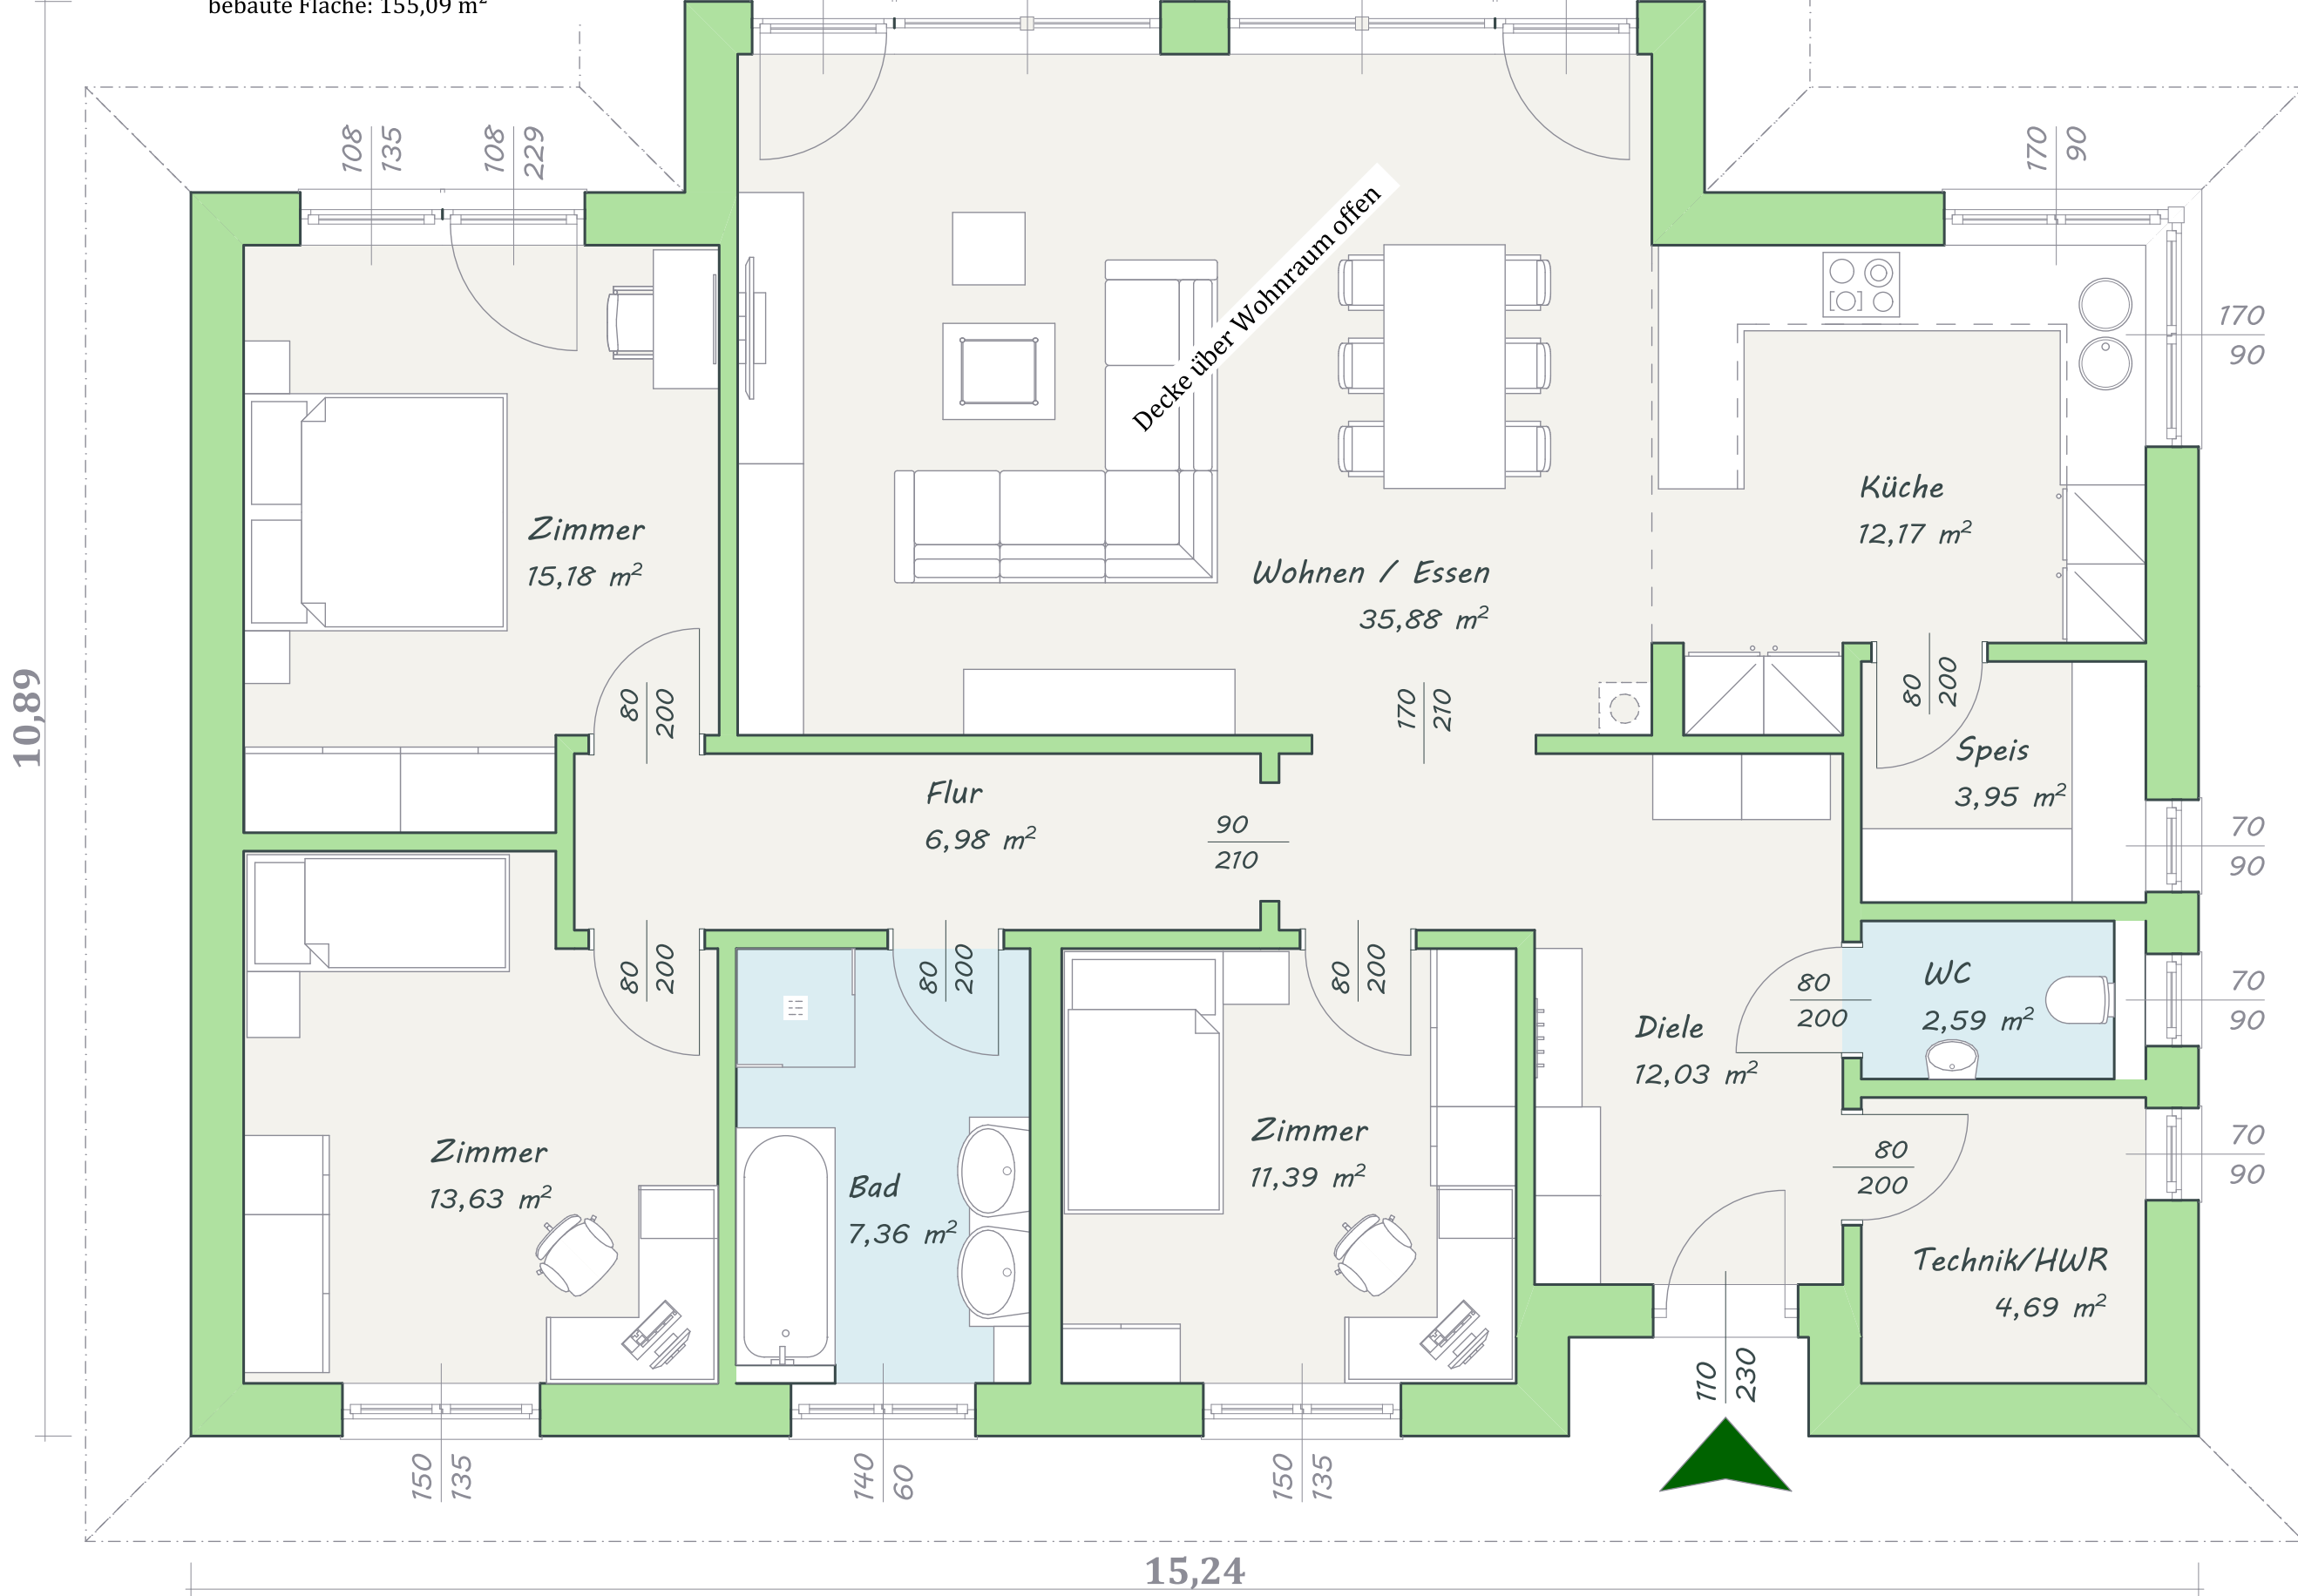 bebaute Fläche: 155,09 m²
108
135
108
229
170
90
170
90
Decke über Wohnraum offen
Küche
12,17 m²
Zimmer
15,18 m²
Wohnen / Essen
35,88 m²
10,89
80
200
170
210
80
200
Speis
3,95 m²
Flur
6,98 m²
90
210
70
90
80
200
80
200
80
200
80
200
WC
2,59 m²
70
90
Diele
12,03 m²
Zimmer
13,63 m²
Bad
7,36 m²
Zimmer
11,39 m²
80
200
70
90
Technik/HWR
4,69 m²
110
230
150
135
140
60
150
135
15,24